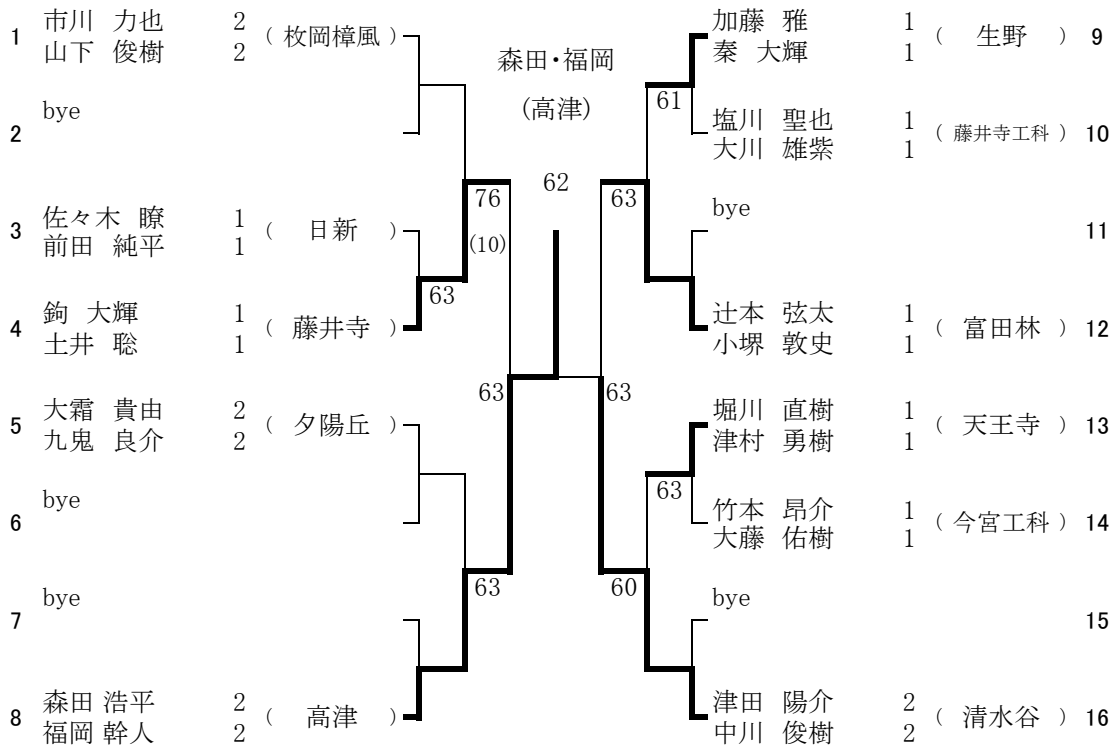 森田・福岡
(高津)
62
1 市川 力也 2 (枚岡樟風)
山下 俊樹 2
2 bye
3 佐々木 瞭 1 ( 日新 )
前田 純平 1
4 鉤 大輝 1 ( 藤井寺 )
土井 聡 1
63
76
(10)
5 大霜 貴由 2 ( 夕陽丘 )
九鬼 良介 2
6 bye
7 bye
8 森田 浩平 2 ( 高津 )
福岡 幹人 2
63
63
加藤 雅 1 ( 生野 ) 9
秦 大輝 1
61
塩川 聖也 1 ( 藤井寺工科 ) 10
大川 雄紫 1
63
bye 11
辻本 弦太 1 ( 富田林 ) 12
小堺 敦史 1
63
堀川 直樹 1 ( 天王寺 ) 13
津村 勇樹 1
63
竹本 昂介 1 ( 今宮工科 ) 14
大藤 佑樹 1
60
bye 15
津田 陽介 2 ( 清水谷 ) 16
中川 俊樹 2